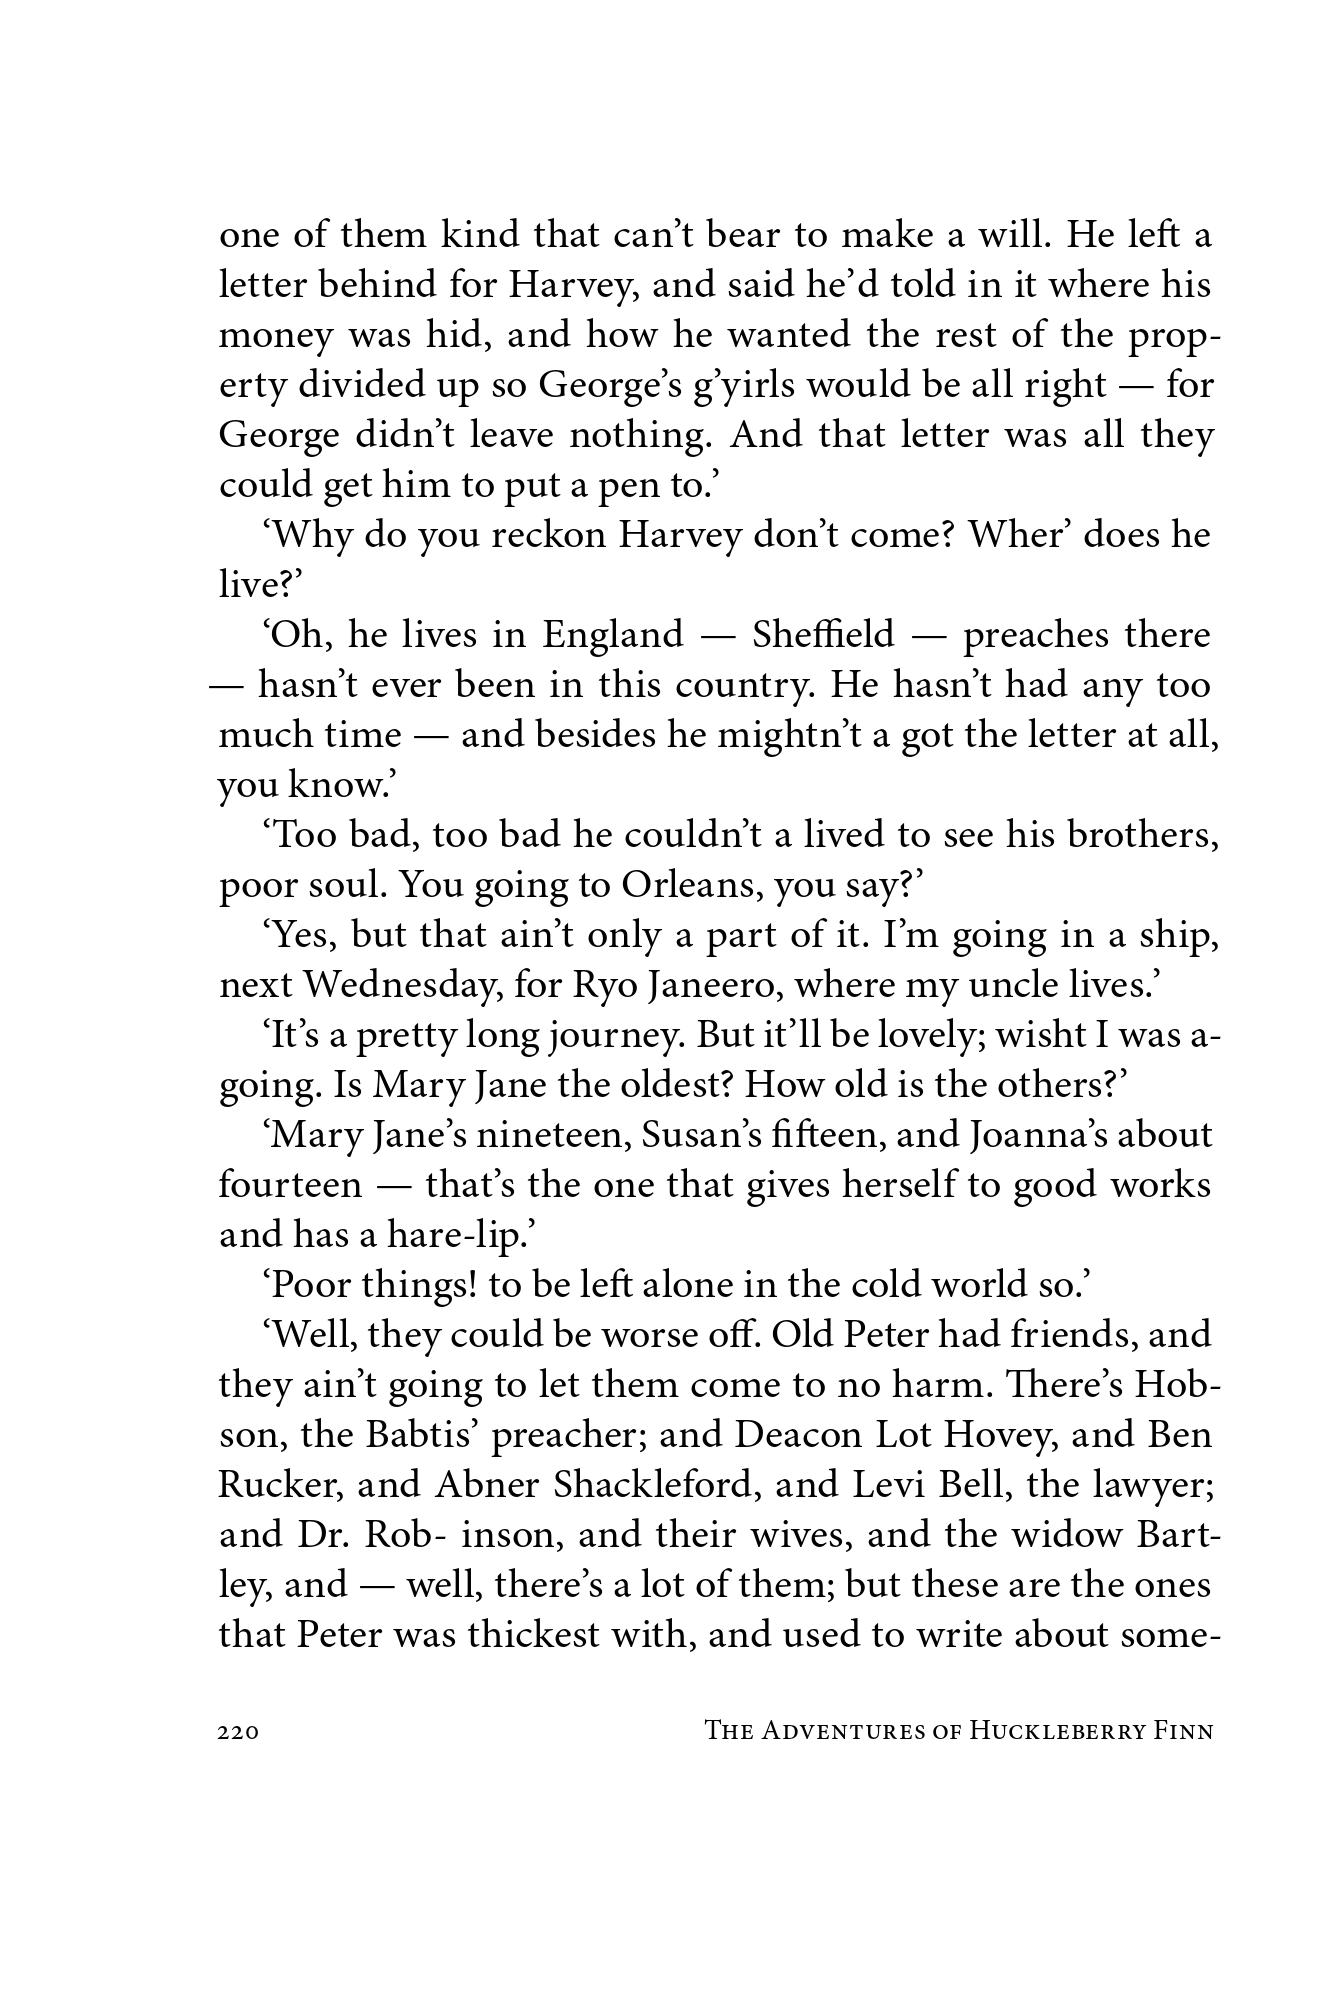 one of them kind that can’t bear to make a will. He left a
letter behind for Harvey, and said he’d told in it where his
money was hid, and how he wanted the rest of the prop-
erty divided up so George’s g’yirls would be all right — for
George didn’t leave nothing. And that letter was all they
could get him to put a pen to.’
‘Why do you reckon Harvey don’t come? Wher’ does he
live?’
‘Oh, he lives in England — Sheffield — preaches there
— hasn’t ever been in this country. He hasn’t had any too
much time — and besides he mightn’t a got the letter at all,
you know.’
‘Too bad, too bad he couldn’t a lived to see his brothers,
poor soul. You going to Orleans, you say?’
‘Yes, but that ain’t only a part of it. I’m going in a ship,
next Wednesday, for Ryo Janeero, where my uncle lives.’
‘It’s a pretty long journey. But it’ll be lovely; wisht I was a-
going. Is Mary Jane the oldest? How old is the others?’
‘Mary Jane’s nineteen, Susan’s fifteen, and Joanna’s about
fourteen — that’s the one that gives herself to good works
and has a hare-lip.’
‘Poor things! to be left alone in the cold world so.’
‘Well, they could be worse off. Old Peter had friends, and
they ain’t going to let them come to no harm. There’s Hob-
son, the Babtis’ preacher; and Deacon Lot Hovey, and Ben
Rucker, and Abner Shackleford, and Levi Bell, the lawyer;
and Dr. Rob- inson, and their wives, and the widow Bart-
ley, and — well, there’s a lot of them; but these are the ones
that Peter was thickest with, and used to write about some-
220 The Adventures of Huckleberry Finn